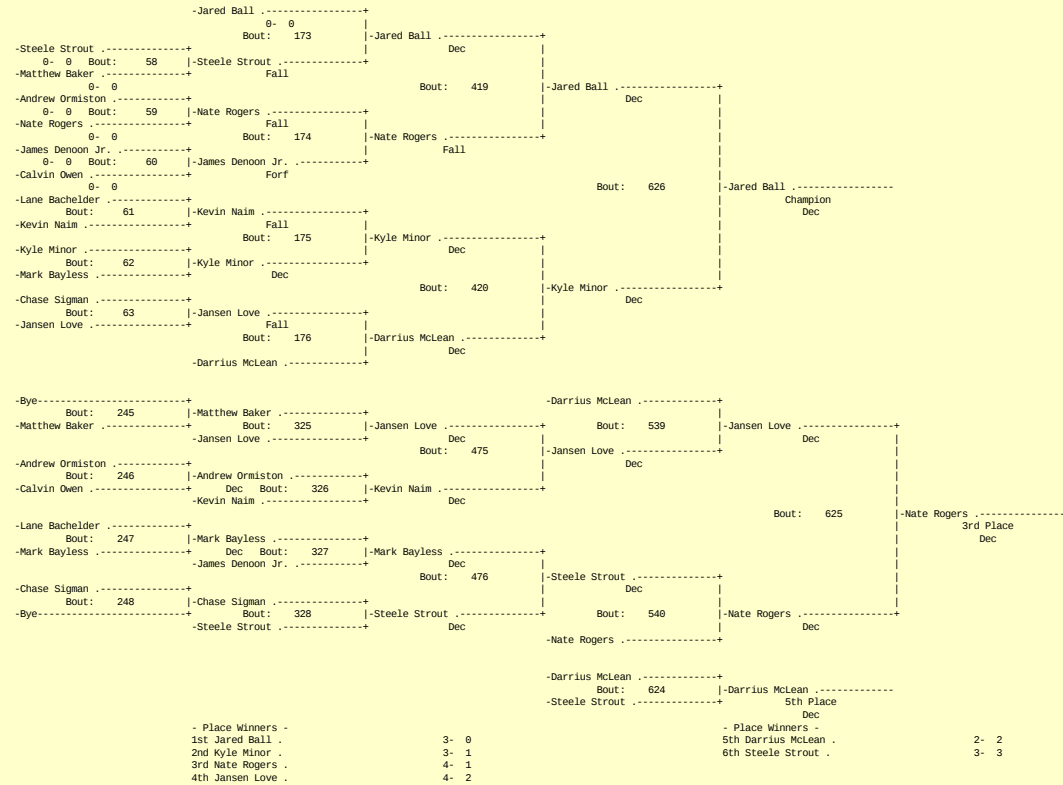 -Jared Ball .-----------------+
0- 0 |
Bout: 173 |-Jared Ball .----------------+
-Steele Strout .-------------+ | Dec |
0- 0 Bout: 58 |-Steele Strout .-------------+ |
-Matthew Baker .-------------+ Fall |
0- 0 Bout: 419 |-Jared Ball .----------------+
-Andrew Ormiston .-----------+ | Dec |
0- 0 Bout: 59 |-Nate Rogers .---------------+ | |
-Nate Rogers .---------------+ Fall | | |
0- 0 Bout: 174 |-Nate Rogers .---------------+ |
-James Denoon Jr. .----------+ | Fall |
0- 0 Bout: 60 |-James Denoon Jr. .----------+ |
-Calvin Owen .---------------+ Forf |
0- 0 Bout: 626 |-Jared Ball .-----------------
-Lane Bachelder .------------+ | Champion
Bout: 61 |-Kevin Naim .----------------+ | Dec
-Kevin Naim .----------------+ Fall | |
Bout: 175 |-Kyle Minor .----------------+ |
-Kyle Minor .----------------+ | Dec | |
Bout: 62 |-Kyle Minor .----------------+ | |
-Mark Bayless .--------------+ Dec | |
Bout: 420 |-Kyle Minor .----------------+
-Chase Sigman .--------------+ | Dec
Bout: 63 |-Jansen Love .---------------+ |
-Jansen Love .---------------+ Fall | |
Bout: 176 |-Darrius McLean .------------+
| Dec
-Darrius McLean .------------+
-Bye-------------------------+ -Darrius McLean .------------+
Bout: 245 |-Matthew Baker .-------------+ |
-Matthew Baker .-------------+ Bout: 325 |-Jansen Love .---------------+ Bout: 539 |-Jansen Love .---------------+
-Jansen Love .---------------+ Dec | | Dec |
Bout: 475 |-Jansen Love .---------------+ |
-Andrew Ormiston .-----------+ | Dec |
Bout: 246 |-Andrew Ormiston .-----------+ | |
-Calvin Owen .---------------+ Dec Bout: 326 |-Kevin Naim .----------------+ |
-Kevin Naim .----------------+ Dec |
Bout: 625 |-Nate Rogers .---------------
-Lane Bachelder .------------+ | 3rd Place
Bout: 247 |-Mark Bayless .--------------+ | Dec
-Mark Bayless .--------------+ Dec Bout: 327 |-Mark Bayless .--------------+ |
-James Denoon Jr. .----------+ Dec | |
Bout: 476 |-Steele Strout .-------------+ |
-Chase Sigman .--------------+ | Dec | |
Bout: 248 |-Chase Sigman .--------------+ | | |
-Bye-------------------------+ Bout: 328 |-Steele Strout .-------------+ Bout: 540 |-Nate Rogers .---------------+
-Steele Strout .-------------+ Dec | Dec
-Nate Rogers .---------------+
-Darrius McLean .------------+
Bout: 624 |-Darrius McLean .-------------
-Steele Strout .-------------+ 5th Place
Dec
- Place Winners - - Place Winners -
1st Jared Ball . 3- 0 5th Darrius McLean . 2- 2
2nd Kyle Minor . 3- 1 6th Steele Strout . 3- 3
3rd Nate Rogers . 4- 1
4th Jansen Love . 4- 2